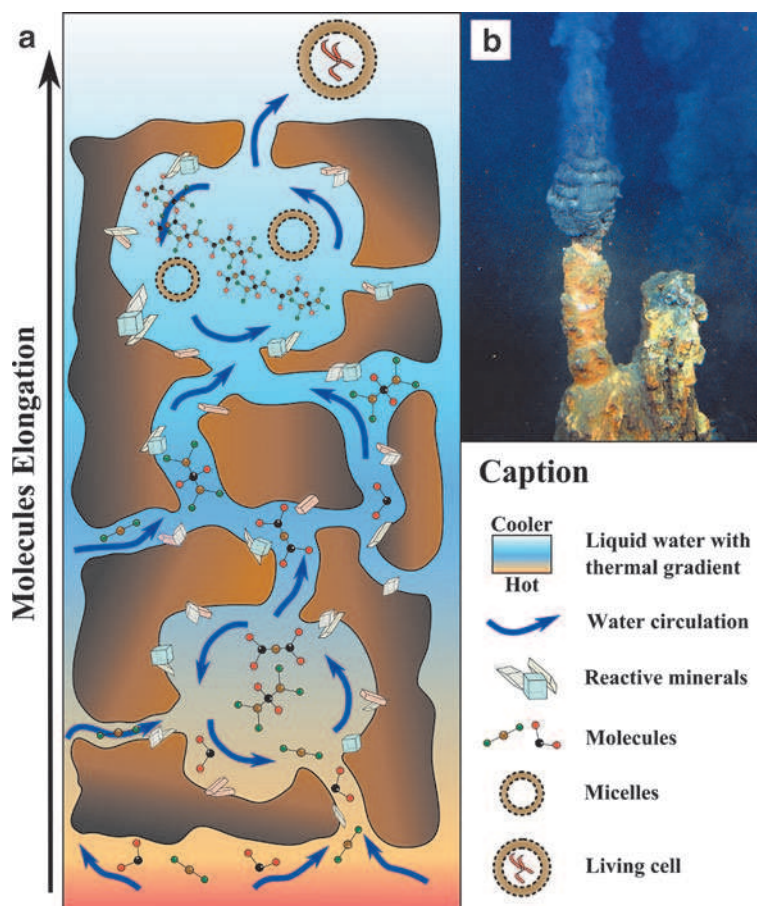 a
b
Molecules Elongation
Caption
Cooler
Hot
Liquid water with
thermal gradient
Water circulation
Reactive minerals
Molecules
Micelles
Living cell